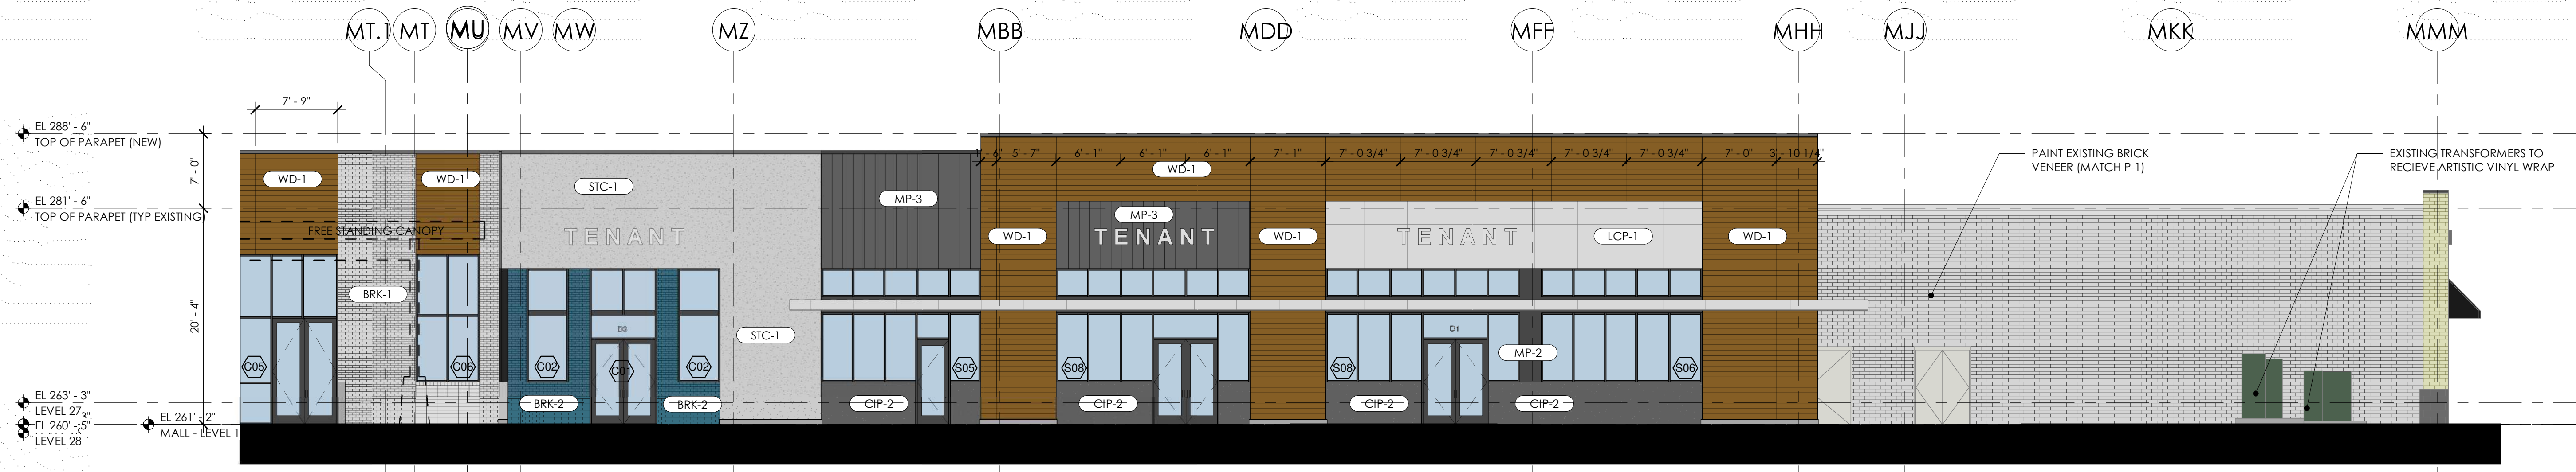 MT.1 MT MU MV MW MZ MBB MDD MFF MHH MJJ MKK MMM
7' - 9"
EL 288' - 6"
TOP OF PARAPET (NEW)
7' - 0"
EL 281' - 6"
TOP OF PARAPET (TYP EXISTING)
20' - 4"
EL 263' - 3"
LEVEL 27
EL 260' - 5"
LEVEL 28
EL 261' - 2"
MALL - LEVEL 1
5' - 7" 6' - 1" 6' - 1" 6' - 1" 7' - 1" 7' - 0 3/4" 7' - 0 3/4" 7' - 0 3/4" 7' - 0 3/4" 7' - 0 3/4" 7' - 0" 3' - 10 1/4"
WD-1
WD-1
STC-1
MP-3
WD-1
MP-3
FREE STANDING CANOPY
TENANT
WD-1
TENANT
WD-1
TENANT
LCP-1
WD-1
BRK-1
STC-1
D3
D1
MP-2
C05
C06
C02
C01
C02
S05
S08
S08
S06
BRK-2
BRK-2
CIP-2
CIP-2
CIP-2
CIP-2
PAINT EXISTING BRICK
VENEER (MATCH P-1)
EXISTING TRANSFORMERS TO
RECIEVE ARTISTIC VINYL WRAP